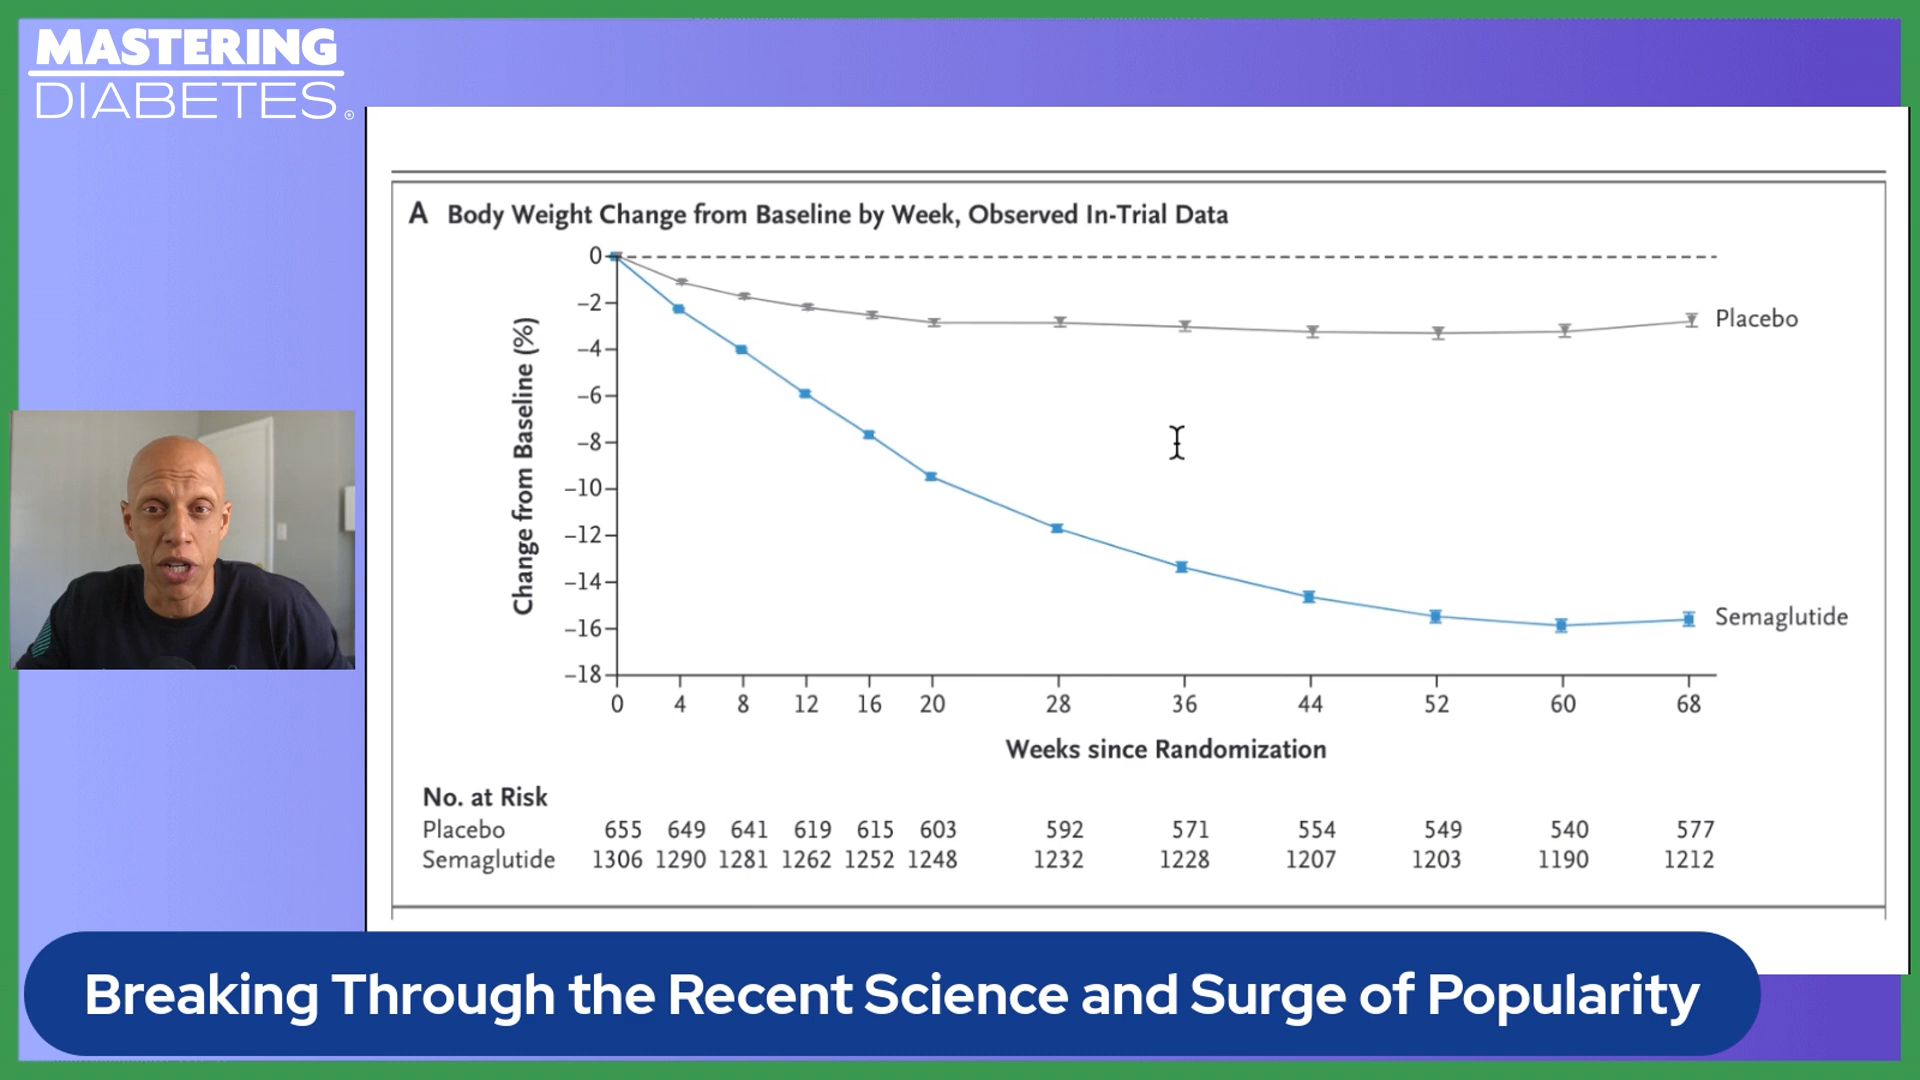 MASTERING
DIABETES®
A Body Weight Change from Baseline by Week, Observed In-Trial Data
Change from Baseline (%)
0
–2
–4
–6
–8
–10
–12
–14
–16
–18
Placebo
Semaglutide
0 4 8 12 16 20 28 36 44 52 60 68
Weeks since Randomization
No. at Risk
Placebo 655 649 641 619 615 603 592 571 554 549 540 577
Semaglutide 1306 1290 1281 1262 1252 1248 1232 1228 1207 1203 1190 1212
Breaking Through the Recent Science and Surge of Popularity